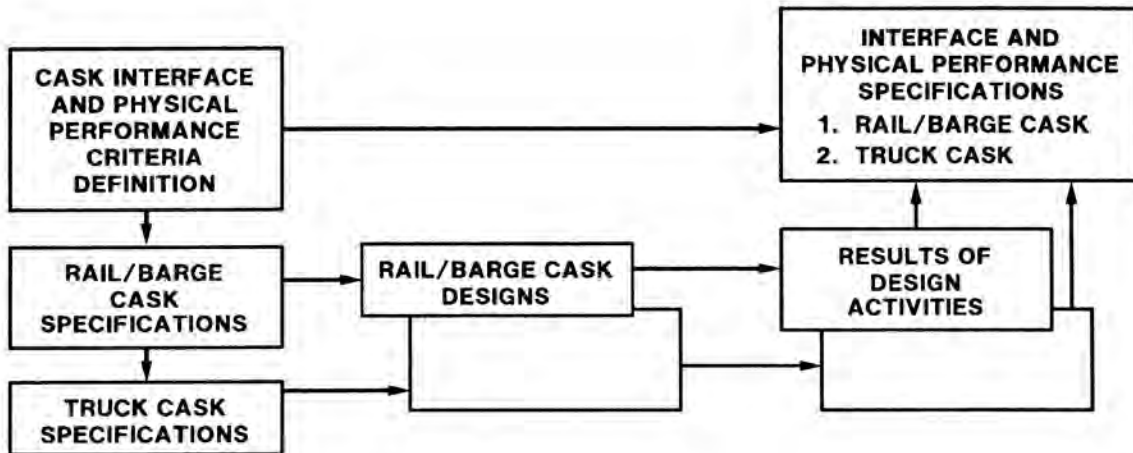 CASK INTERFACE
AND PHYSICAL
PERFORMANCE
CRITERIA
DEFINITION
INTERFACE AND
PHYSICAL PERFORMANCE
SPECIFICATIONS
1. RAIL/BARGE CASK
2. TRUCK CASK
RAIL/BARGE
CASK
SPECIFICATIONS
RAIL/BARGE CASK
DESIGNS
RESULTS OF
DESIGN
ACTIVITIES
TRUCK CASK
SPECIFICATIONS